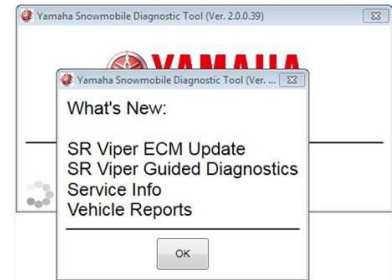 Yamaha Snowmobile Diagnostic Tool (Ver. 2.0.0.39)
YAMAHA
Yamaha Snowmobile Diagnostic Tool (Ver. ...
What's New:
SR Viper ECM Update
SR Viper Guided Diagnostics
Service Info
Vehicle Reports
OK